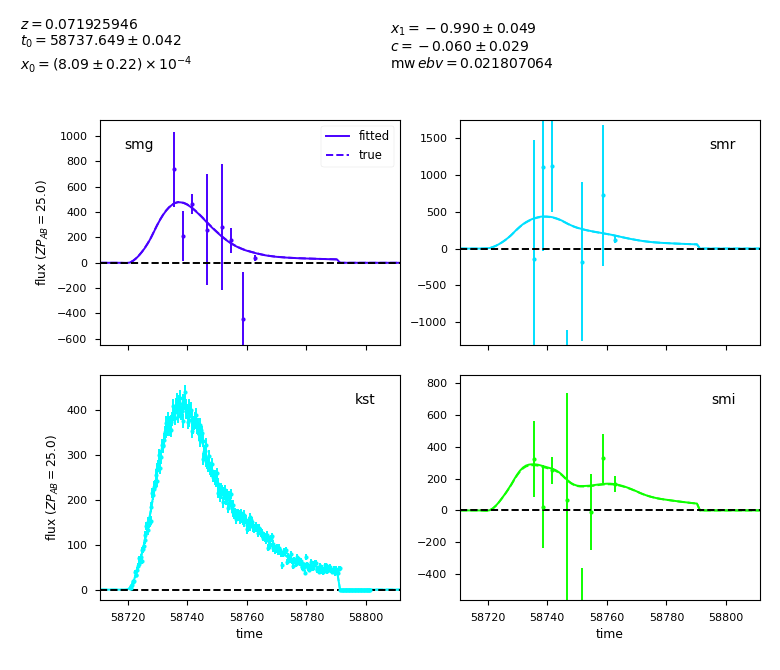 z = 0.071925946
t₀ = 58737.649 ± 0.042
x₀ = (8.09 ± 0.22) × 10⁻⁴
x₁ = −0.990 ± 0.049
c = −0.060 ± 0.029
mw ebv = 0.021807064
smg
fitted
true
1000
800
600
400
200
0
−200
−400
−600
flux (ZP_AB = 25.0)
smr
1500
1000
500
0
−500
−1000
kst
400
300
200
100
0
flux (ZP_AB = 25.0)
58720 58740 58760 58780 58800
time
smi
800
600
400
200
0
−200
−400
58720 58740 58760 58780 58800
time